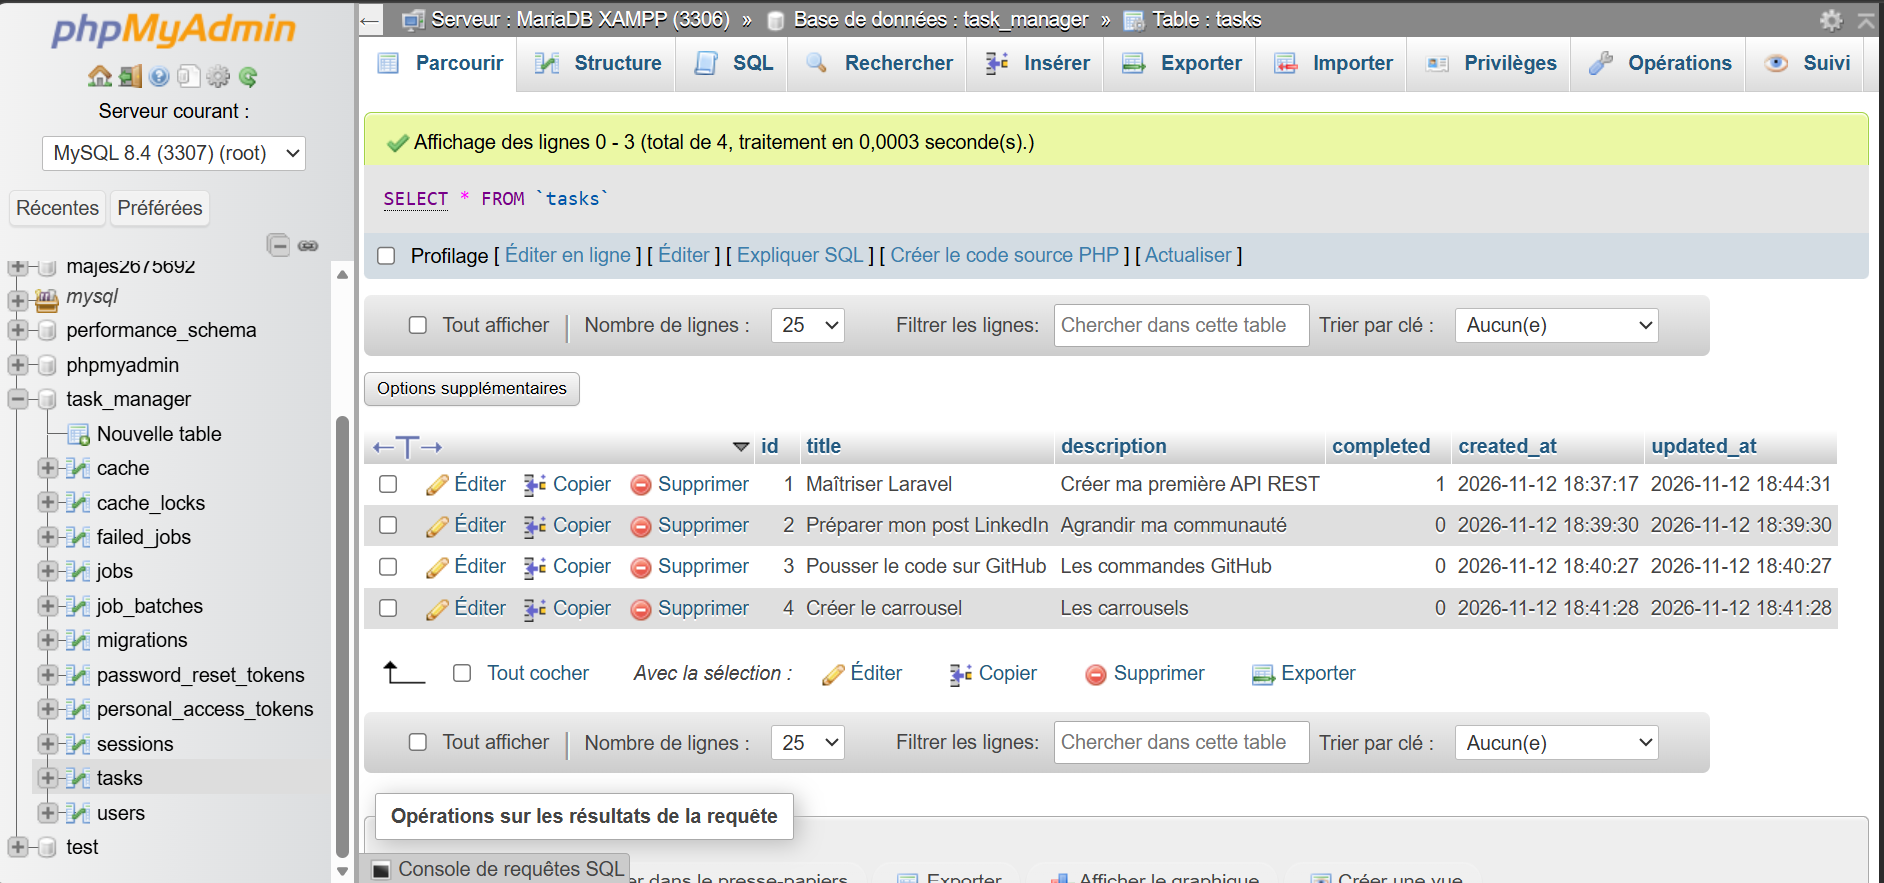 phpMyAdmin
Serveur courant :
MySQL 8.4 (3307) (root)
Récentes
Préférées
majes2675692
mysql
performance_schema
phpmyadmin
task_manager
Nouvelle table
cache
cache_locks
failed_jobs
jobs
job_batches
migrations
password_reset_tokens
personal_access_tokens
sessions
tasks
users
test
Serveur : MariaDB XAMPP (3306) » Base de données : task_manager » Table : tasks
Parcourir Structure SQL Rechercher Insérer Exporter Importer Privilèges Opérations Suivi
Affichage des lignes 0 - 3 (total de 4, traitement en 0,0003 seconde(s).)
SELECT * FROM `tasks`
Profilage [ Éditer en ligne ] [ Éditer ] [ Expliquer SQL ] [ Créer le code source PHP ] [ Actualiser ]
Tout afficher Nombre de lignes : 25 Filtrer les lignes: Chercher dans cette table Trier par clé : Aucun(e)
Options supplémentaires
id title description completed created_at updated_at
Éditer Copier Supprimer 1 Maîtriser Laravel Créer ma première API REST 1 2026-11-12 18:37:17 2026-11-12 18:44:31
Éditer Copier Supprimer 2 Préparer mon post LinkedIn Agrandir ma communauté 0 2026-11-12 18:39:30 2026-11-12 18:39:30
Éditer Copier Supprimer 3 Pousser le code sur GitHub Les commandes GitHub 0 2026-11-12 18:40:27 2026-11-12 18:40:27
Éditer Copier Supprimer 4 Créer le carrousel Les carrousels 0 2026-11-12 18:41:28 2026-11-12 18:41:28
Tout cocher Avec la sélection : Éditer Copier Supprimer Exporter
Tout afficher Nombre de lignes : 25 Filtrer les lignes: Chercher dans cette table Trier par clé : Aucun(e)
Opérations sur les résultats de la requête
Console de requêtes SQL
dans le presse-papiers Exporter Afficher le graphique Créer une vue